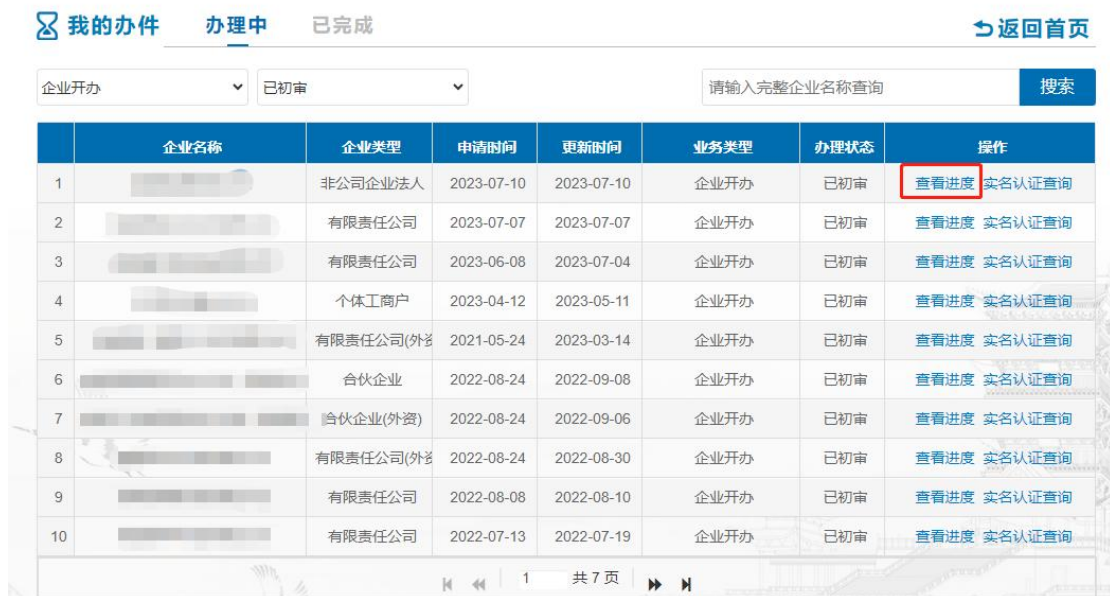 我的办件 办理中 已完成 返回首页
企业开办 已初审 请输入完整企业名称查询 搜索
企业名称 企业类型 申请时间 更新时间 业务类型 办理状态 操作
1 非公司企业法人 2023-07-10 2023-07-10 企业开办 已初审 查看进度 实名认证查询
2 有限责任公司 2023-07-07 2023-07-07 企业开办 已初审 查看进度 实名认证查询
3 有限责任公司 2023-06-08 2023-07-04 企业开办 已初审 查看进度 实名认证查询
4 个体工商户 2023-04-12 2023-05-11 企业开办 已初审 查看进度 实名认证查询
5 有限责任公司(外资 2021-05-24 2023-03-14 企业开办 已初审 查看进度 实名认证查询
6 合伙企业 2022-08-24 2022-09-08 企业开办 已初审 查看进度 实名认证查询
7 合伙企业(外资) 2022-08-24 2022-09-06 企业开办 已初审 查看进度 实名认证查询
8 有限责任公司(外资 2022-08-24 2022-08-30 企业开办 已初审 查看进度 实名认证查询
9 有限责任公司 2022-08-08 2022-08-10 企业开办 已初审 查看进度 实名认证查询
10 有限责任公司 2022-07-13 2022-07-19 企业开办 已初审 查看进度 实名认证查询
1 共 7 页